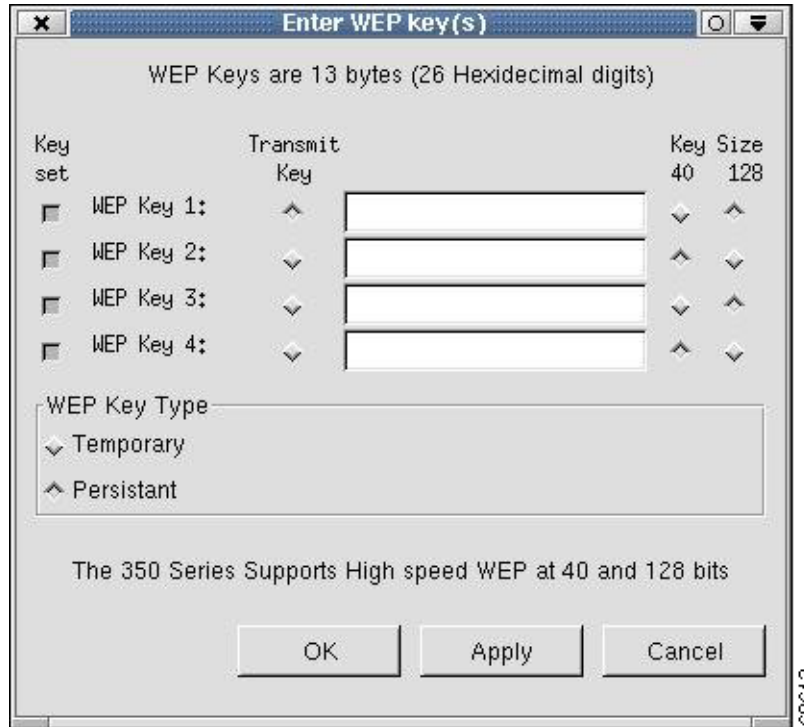 Enter WEP key(s)
WEP Keys are 13 bytes (26 Hexidecimal digits)
Key set
Transmit Key
Key Size
40 128
WEP Key 1:
WEP Key 2:
WEP Key 3:
WEP Key 4:
WEP Key Type
Temporary
Persistant
The 350 Series Supports High speed WEP at 40 and 128 bits
OK Apply Cancel